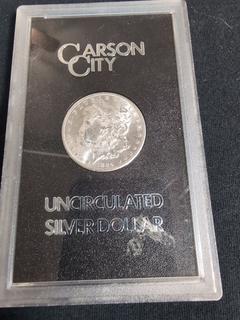 CARSON
CITY
UNCIRCULATED
SILVER DOLLAR